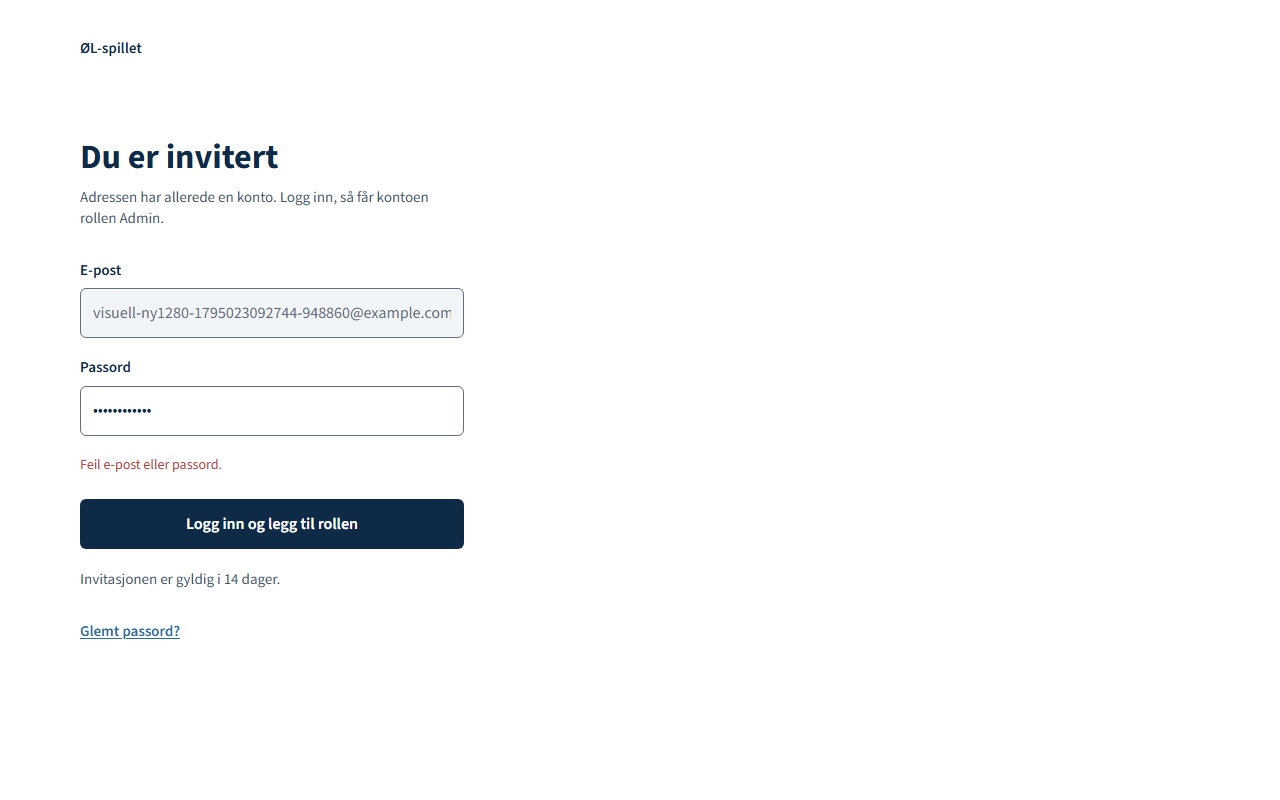 ØL-spillet
Du er invitert
Adressen har allerede en konto. Logg inn, så får kontoen
rollen Admin.
E-post
visuell-ny1280-1795023092744-948860@example.com
Passord
••••••••••••
Feil e-post eller passord.
Logg inn og legg til rollen
Invitasjonen er gyldig i 14 dager.
Glemt passord?